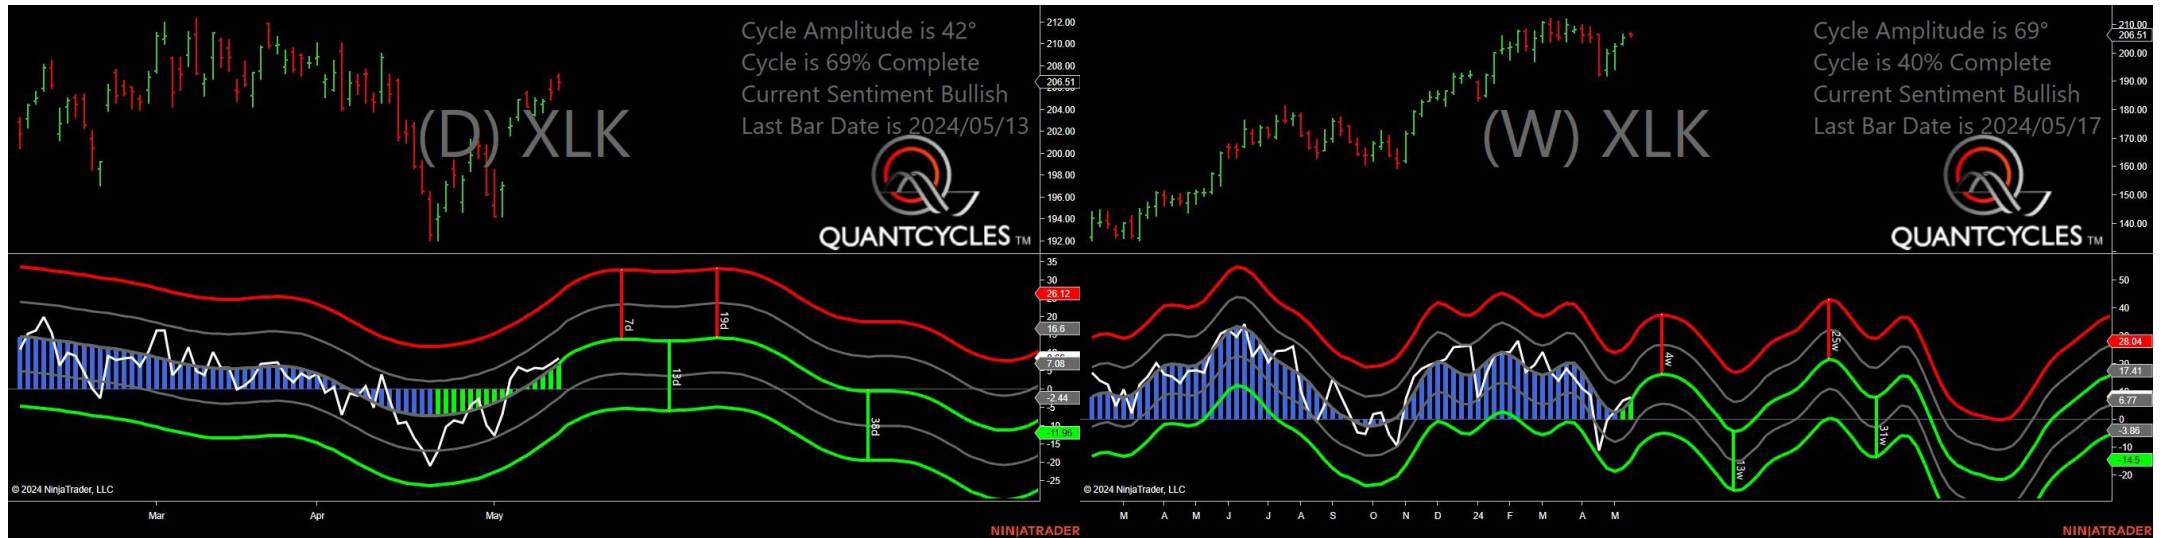 Cycle Amplitude is 42°
Cycle is 69% Complete
Current Sentiment Bullish
Last Bar Date is 2024/05/13
(D) XLK
QUANTCYCLES TM
212.00
210.00
208.00
206.51
204.00
202.00
200.00
198.00
196.00
194.00
192.00
35
30
26.12
20
16.6
10
7.08
5
0
-2.44
-5
-11.96
-15
-20
-25
7d
19d
13d
38d
© 2024 NinjaTrader, LLC
Mar
Apr
May
NINJATRADER
Cycle Amplitude is 69°
Cycle is 40% Complete
Current Sentiment Bullish
Last Bar Date is 2024/05/17
(W) XLK
QUANTCYCLES TM
210.00
206.51
200.00
190.00
180.00
170.00
160.00
150.00
140.00
50
40
28.04
20
17.41
6.77
0
-3.86
-10
-14.5
-20
4w
25w
13w
31w
© 2024 NinjaTrader, LLC
M A M J J A S O N D 24 F M A M
NINJATRADER